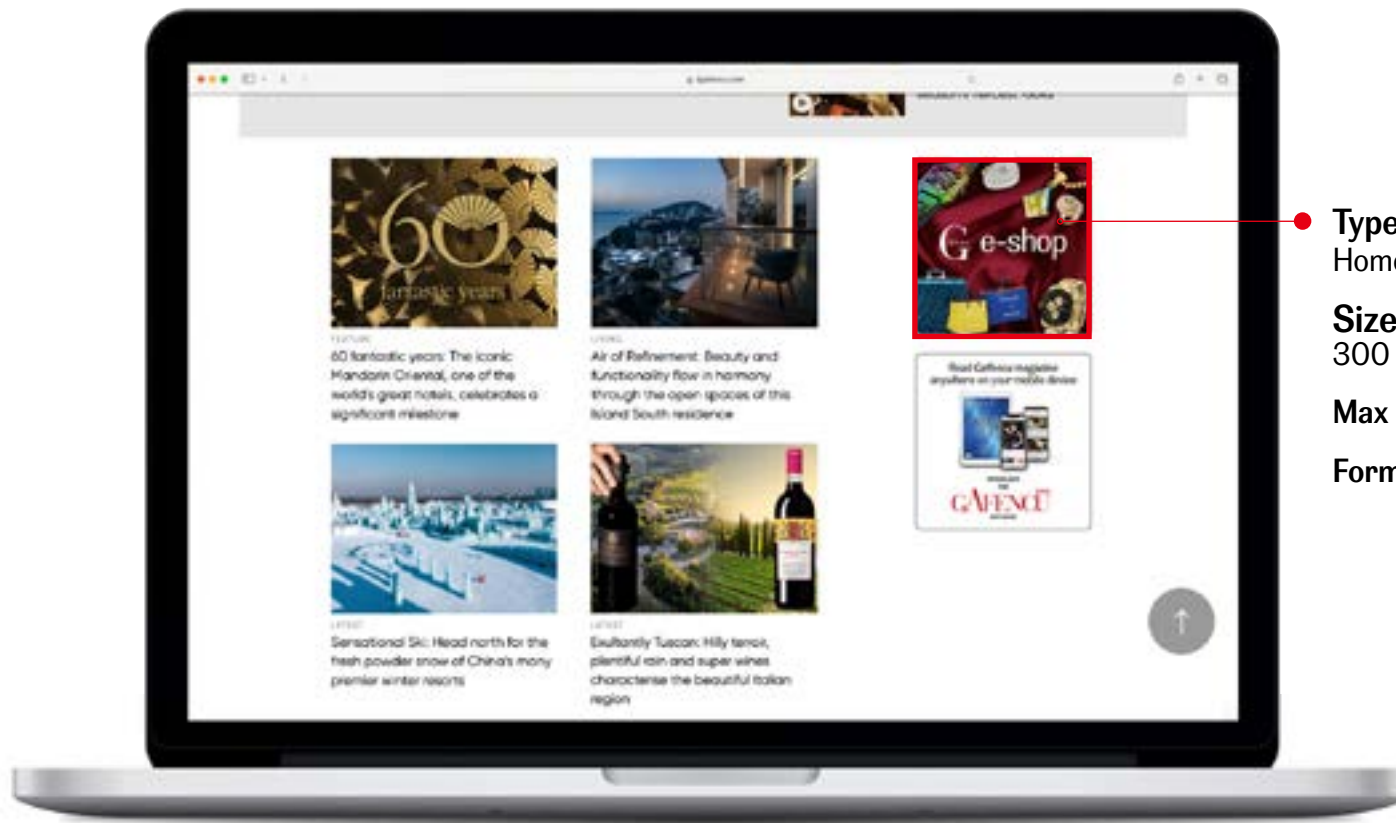 60
fantastic years
FEATURE
60 fantastic years: The iconic
Mandarin Oriental, one of the
world's great hotels, celebrates a
significant milestone
LIVING
Air of Refinement: Beauty and
functionality flow in harmony
through the open spaces of this
Island South residence
LATEST
Sensational Ski: Head north for the
fresh powder snow of China's many
premier winter resorts
LATEST
Exultantly Tuscan: Hilly terroir,
plentiful rain and super wines
characterise the beautiful Italian
region
G e-shop
Read Gafencu magazine
anywhere on your mobile device
GAFENCU
Type
Home
Size
300
Max
Form